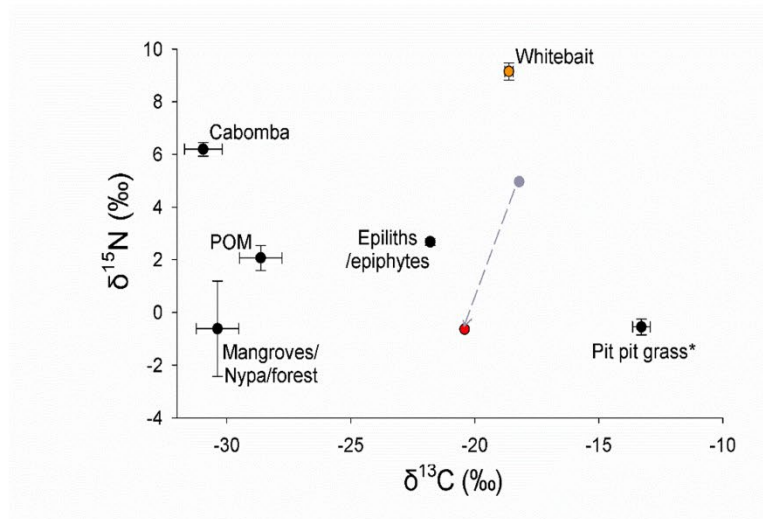 10
Whitebait
8
Cabomba
6
4
POM
Epiliths
/epiphytes
2
0
Mangroves/
Nypa/forest
Pit pit grass*
-2
-4
-30
-25
-20
-15
-10
δ¹⁵N (‰)
δ¹³C (‰)